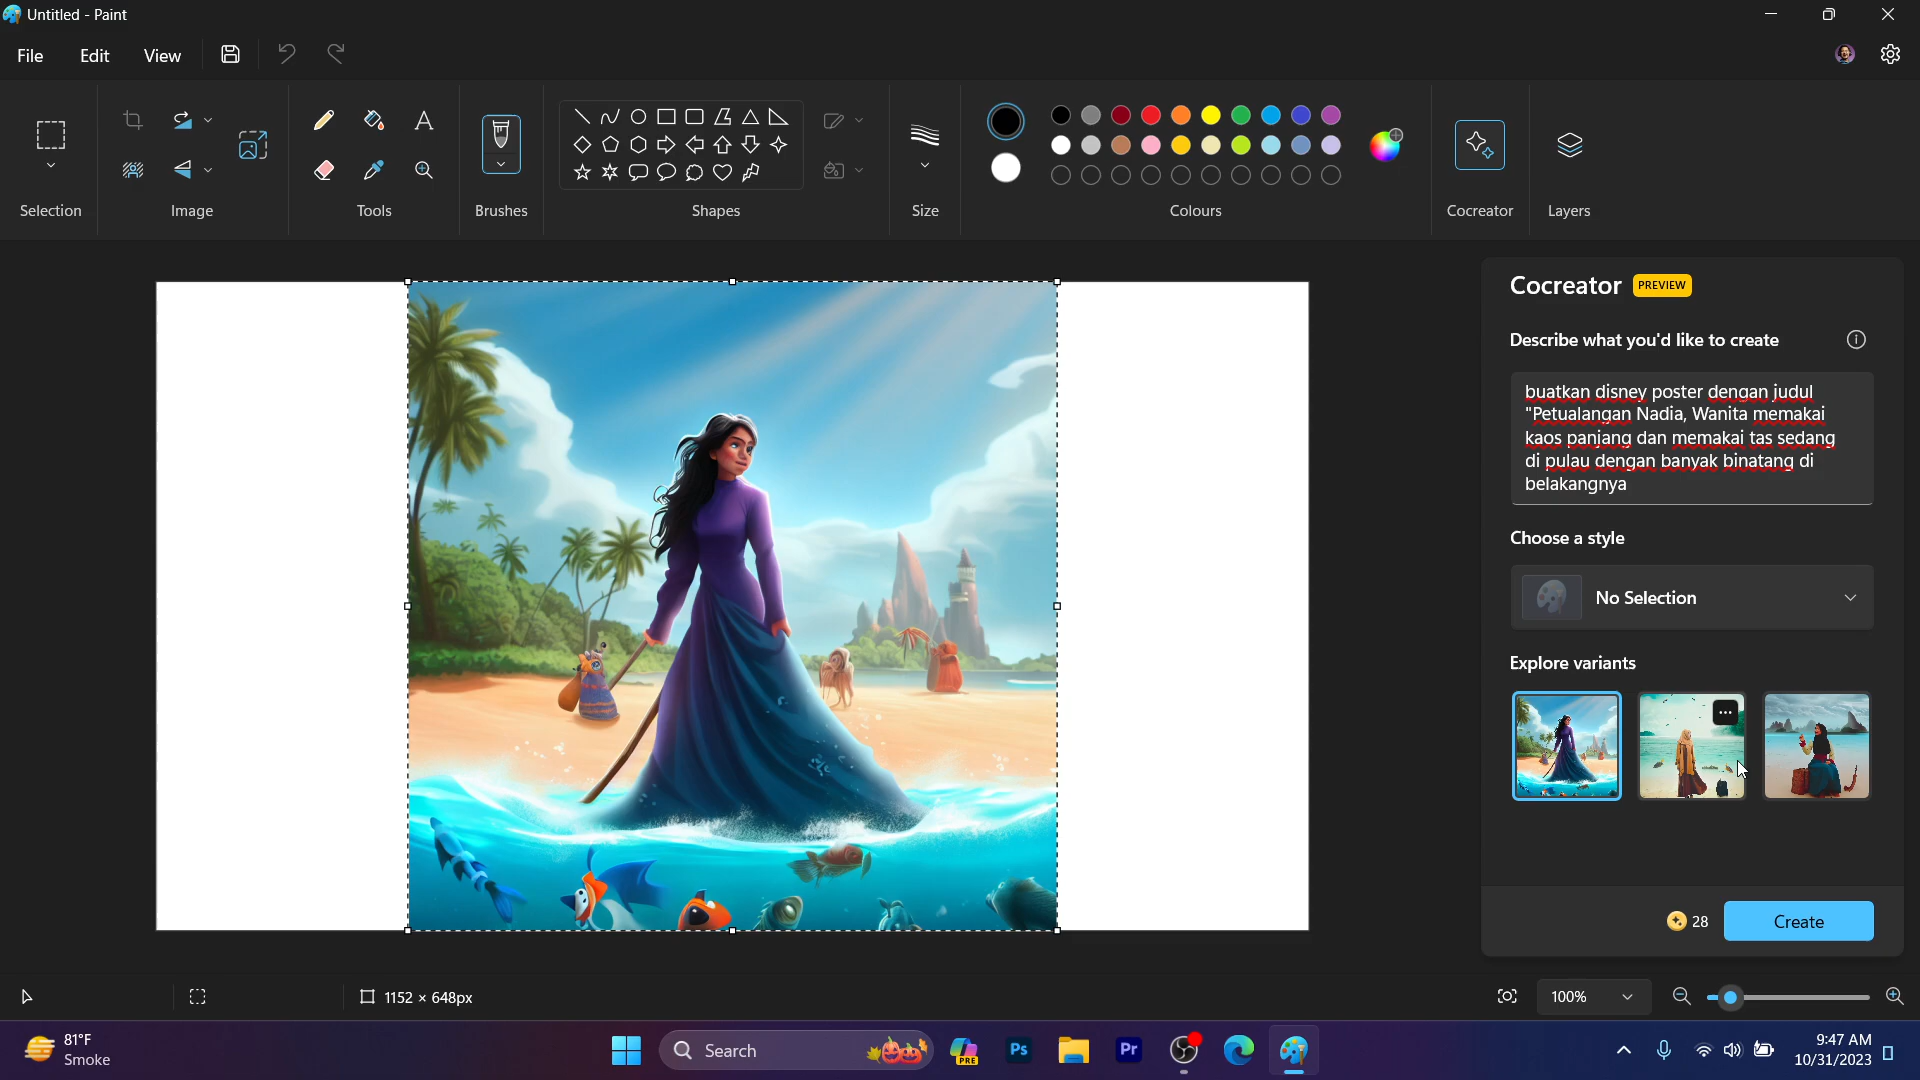 Untitled - Paint
File
Edit
View
Selection
Image
Tools
Brushes
Shapes
Size
Colours
Cocreator
Layers
Cocreator
PREVIEW
Describe what you'd like to create
buatkan disney poster dengan judul
"Petualangan Nadia, Wanita memakai
kaos panjang dan memakai tas sedang
di pulau dengan banyak binatang di
belakangnya
Choose a style
No Selection
Explore variants
28
Create
1152 × 648px
100%
81°F
Smoke
Search
PRE
Ps
Pr
9:47 AM
10/31/2023